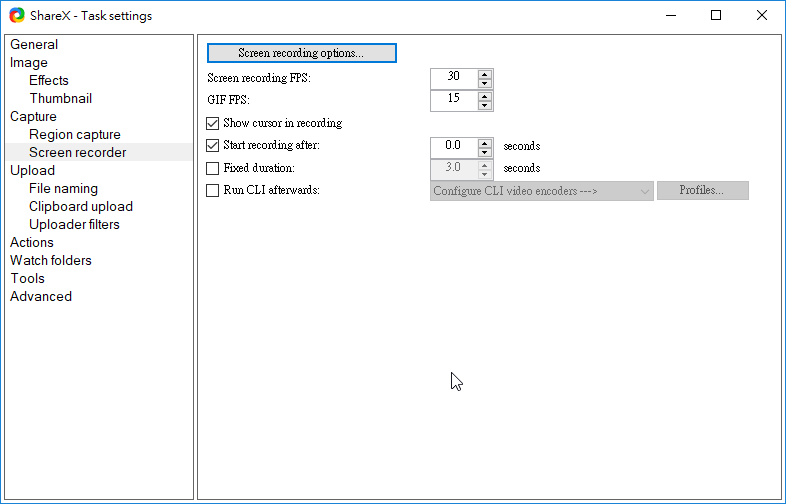 ShareX - Task settings
General
Image
Effects
Thumbnail
Capture
Region capture
Screen recorder
Upload
File naming
Clipboard upload
Uploader filters
Actions
Watch folders
Tools
Advanced
Screen recording options...
Screen recording FPS: 30
GIF FPS: 15
Show cursor in recording
Start recording after: 0.0 seconds
Fixed duration: 3.0 seconds
Run CLI afterwards: Configure CLI video encoders ---> Profiles...